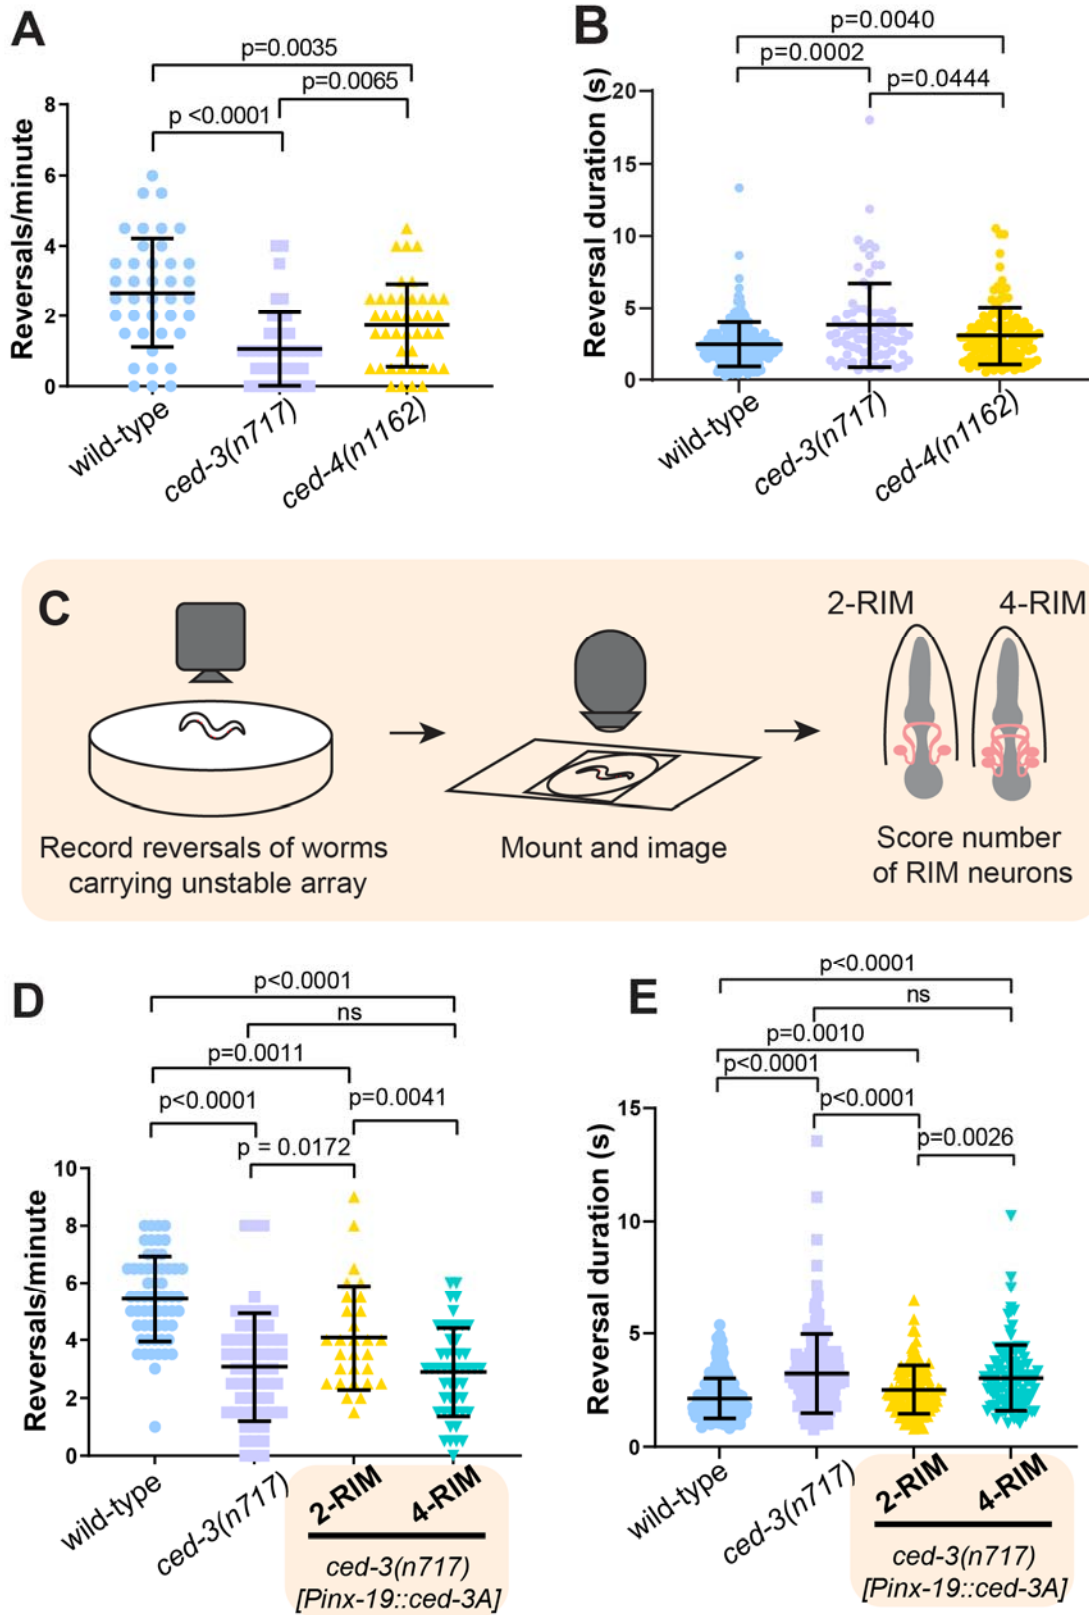 A
p=0.0035
p=0.0065
p <0.0001
Reversals/minute
8
6
4
2
0
wild-type
ced-3(n717)
ced-4(n1162)
B
p=0.0040
p=0.0002
p=0.0444
Reversal duration (s)
20
15
10
5
0
wild-type
ced-3(n717)
ced-4(n1162)
C
2-RIM
4-RIM
Record reversals of worms
carrying unstable array
Mount and image
Score number
of RIM neurons
D
p<0.0001
ns
p=0.0011
p<0.0001
p=0.0041
p = 0.0172
Reversals/minute
10
8
6
4
2
0
wild-type
ced-3(n717)
2-RIM
4-RIM
ced-3(n717)
[Pinx-19::ced-3A]
E
p<0.0001
ns
p=0.0010
p<0.0001
p<0.0001
p=0.0026
Reversal duration (s)
15
10
5
0
wild-type
ced-3(n717)
2-RIM
4-RIM
ced-3(n717)
[Pinx-19::ced-3A]